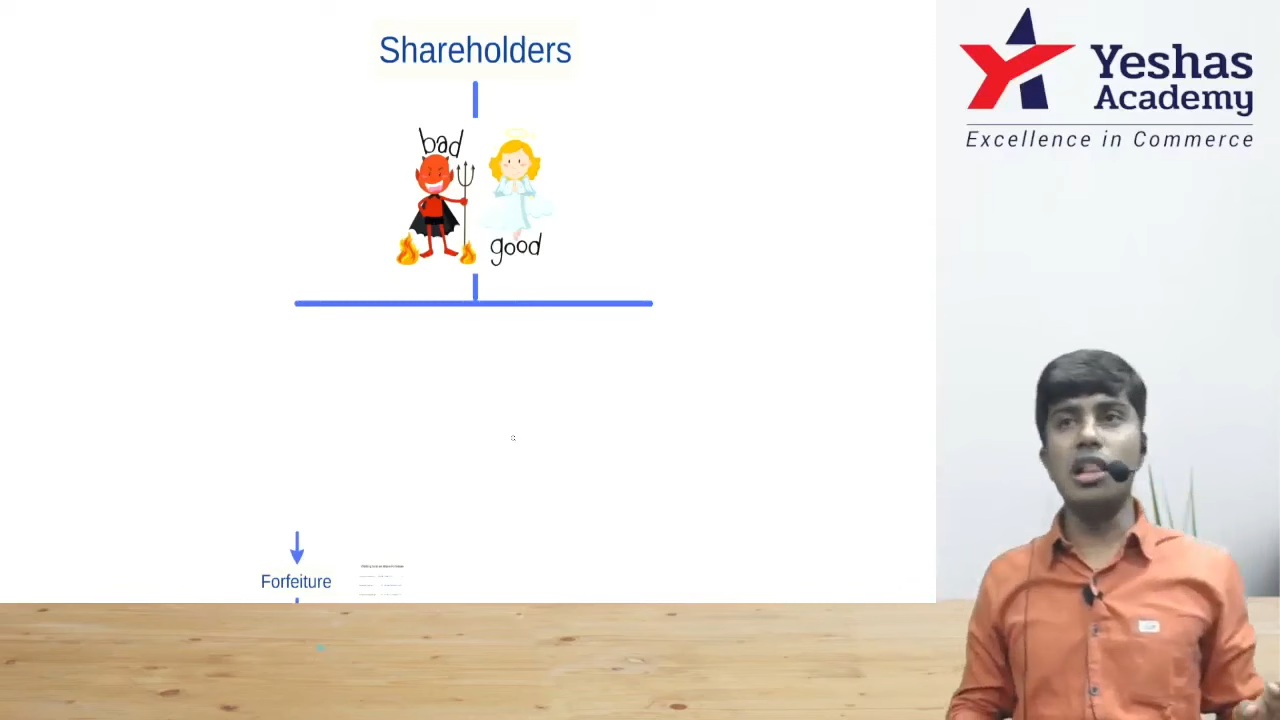 Shareholders
bad
good
Forfeiture
Yeshas
Academy
Excellence in Commerce